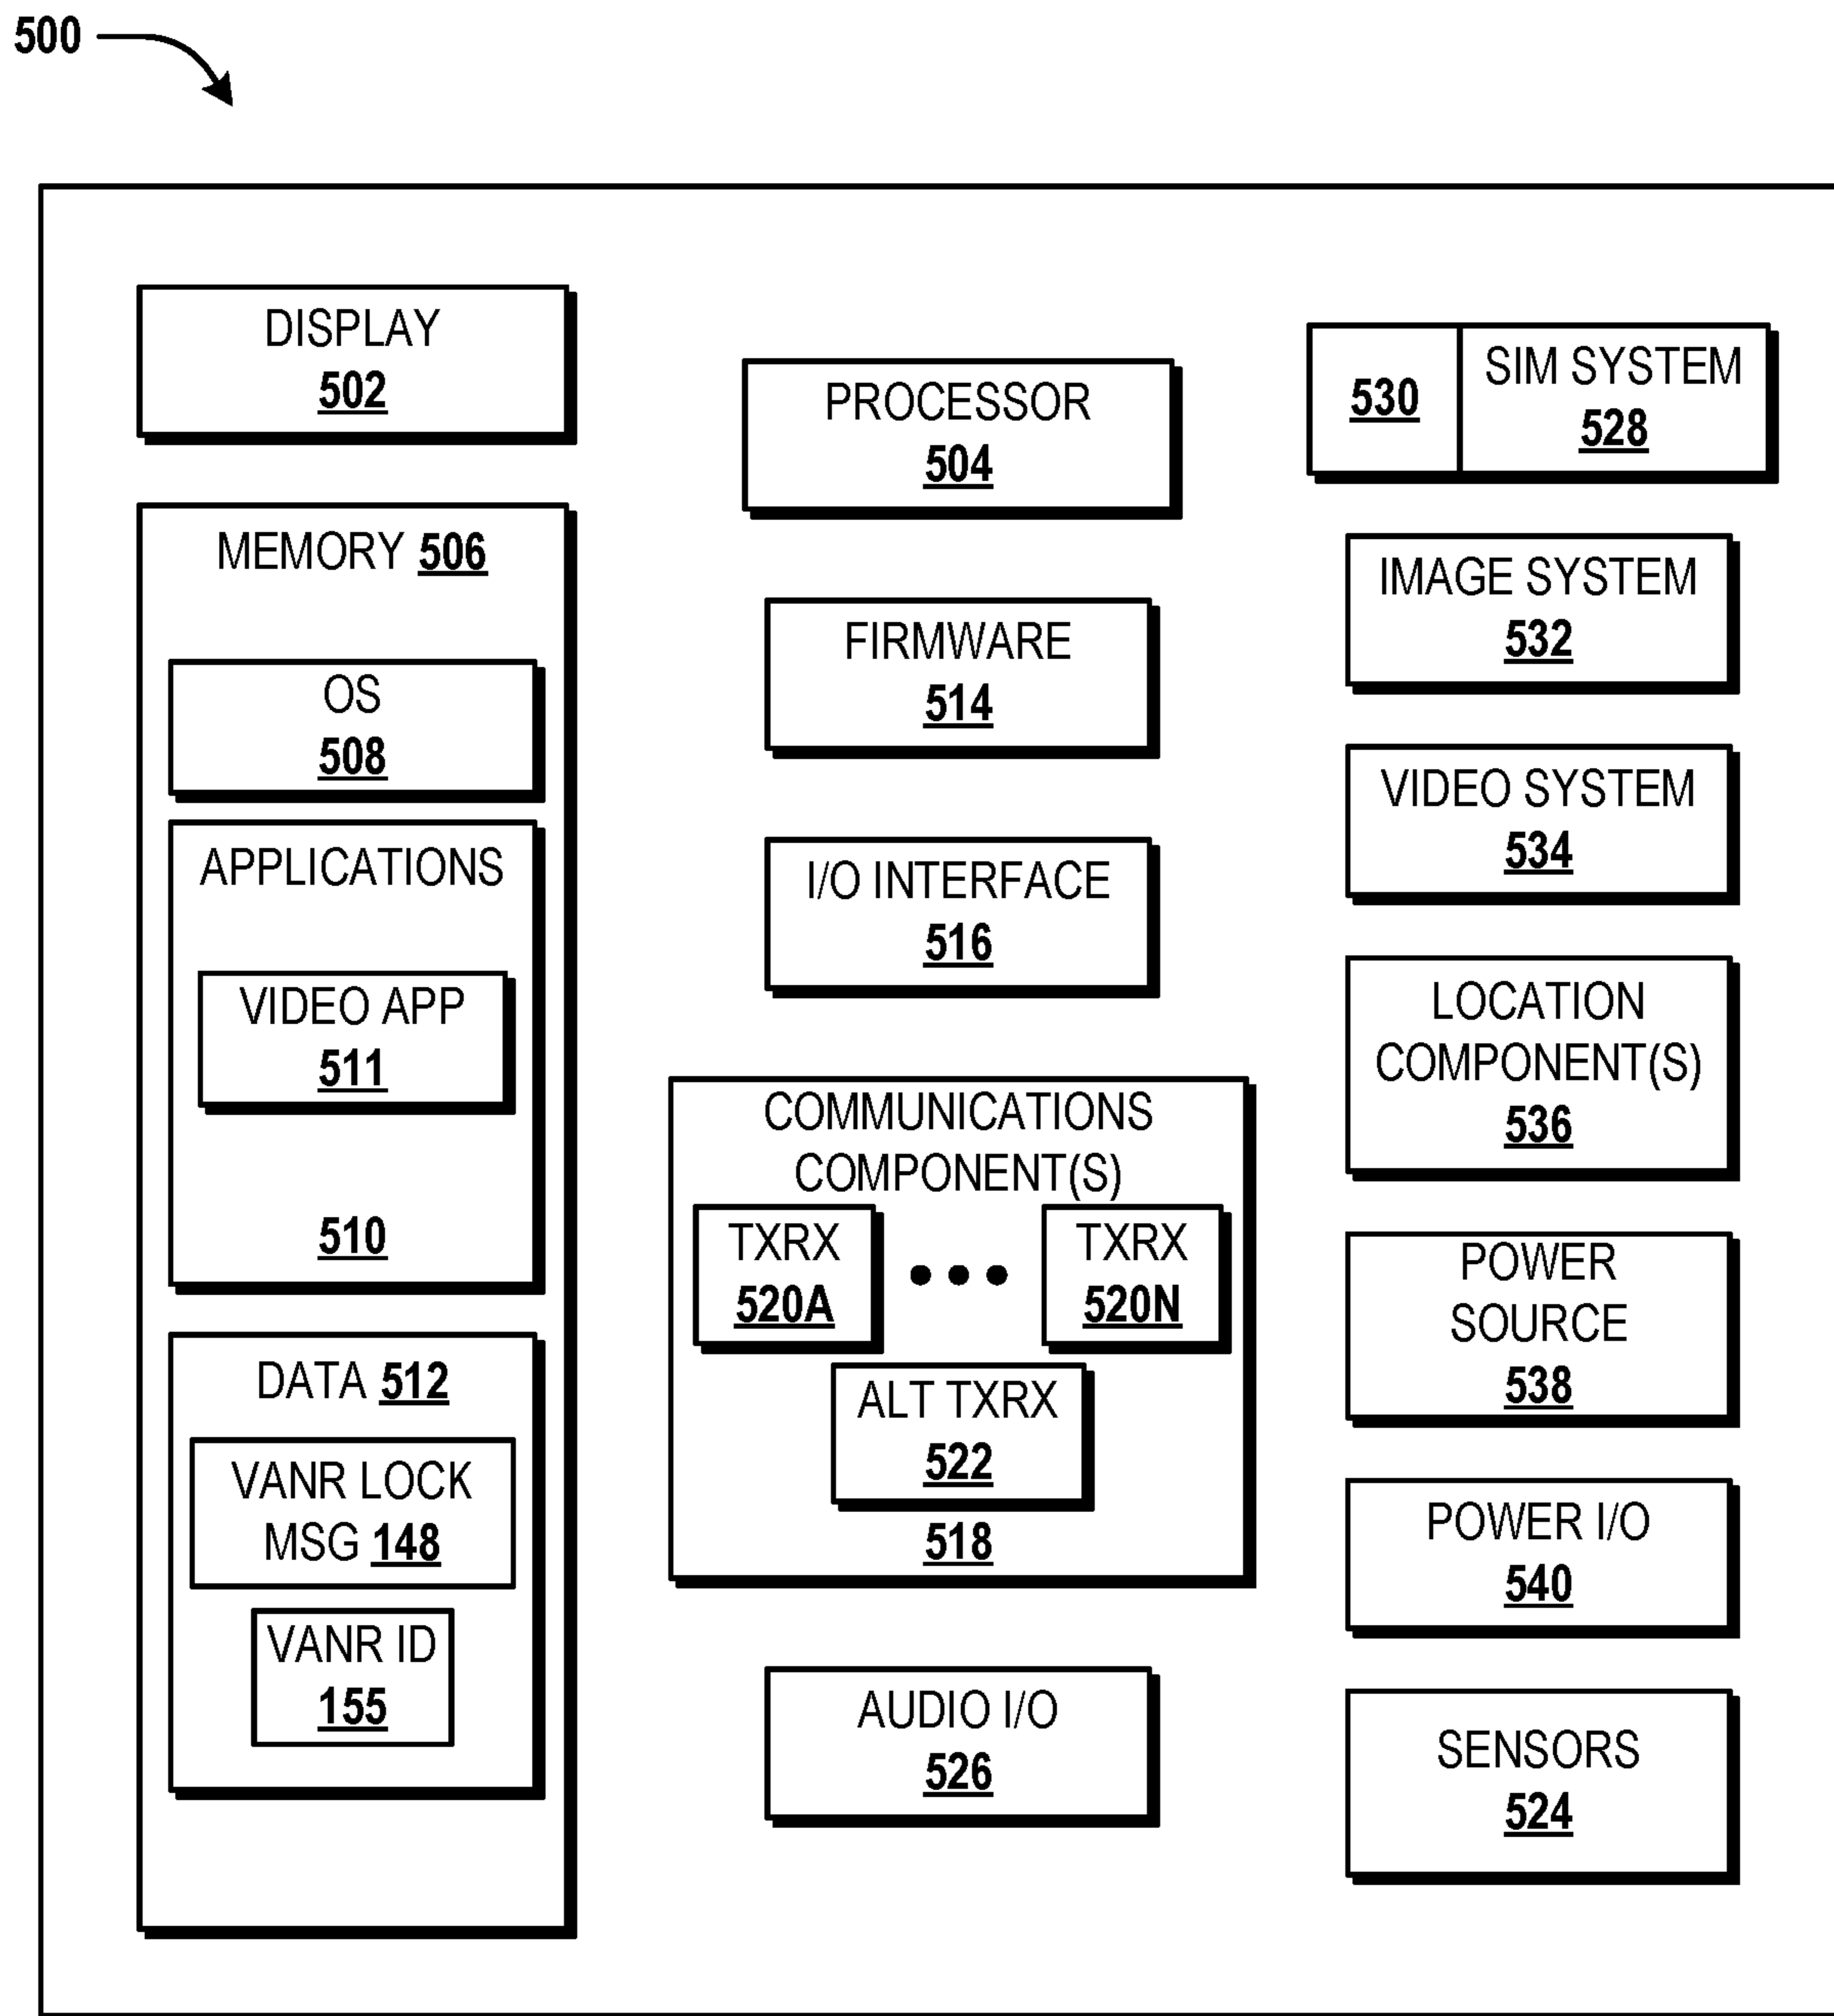 500
DISPLAY
502
MEMORY 506
OS
508
APPLICATIONS
VIDEO APP
511
510
DATA 512
VANR LOCK
MSG 148
VANR ID
155
PROCESSOR
504
FIRMWARE
514
I/O INTERFACE
516
COMMUNICATIONS
COMPONENT(S)
TXRX
520A
TXRX
520N
ALT TXRX
522
518
AUDIO I/O
526
530
SIM SYSTEM
528
IMAGE SYSTEM
532
VIDEO SYSTEM
534
LOCATION
COMPONENT(S)
536
POWER
SOURCE
538
POWER I/O
540
SENSORS
524